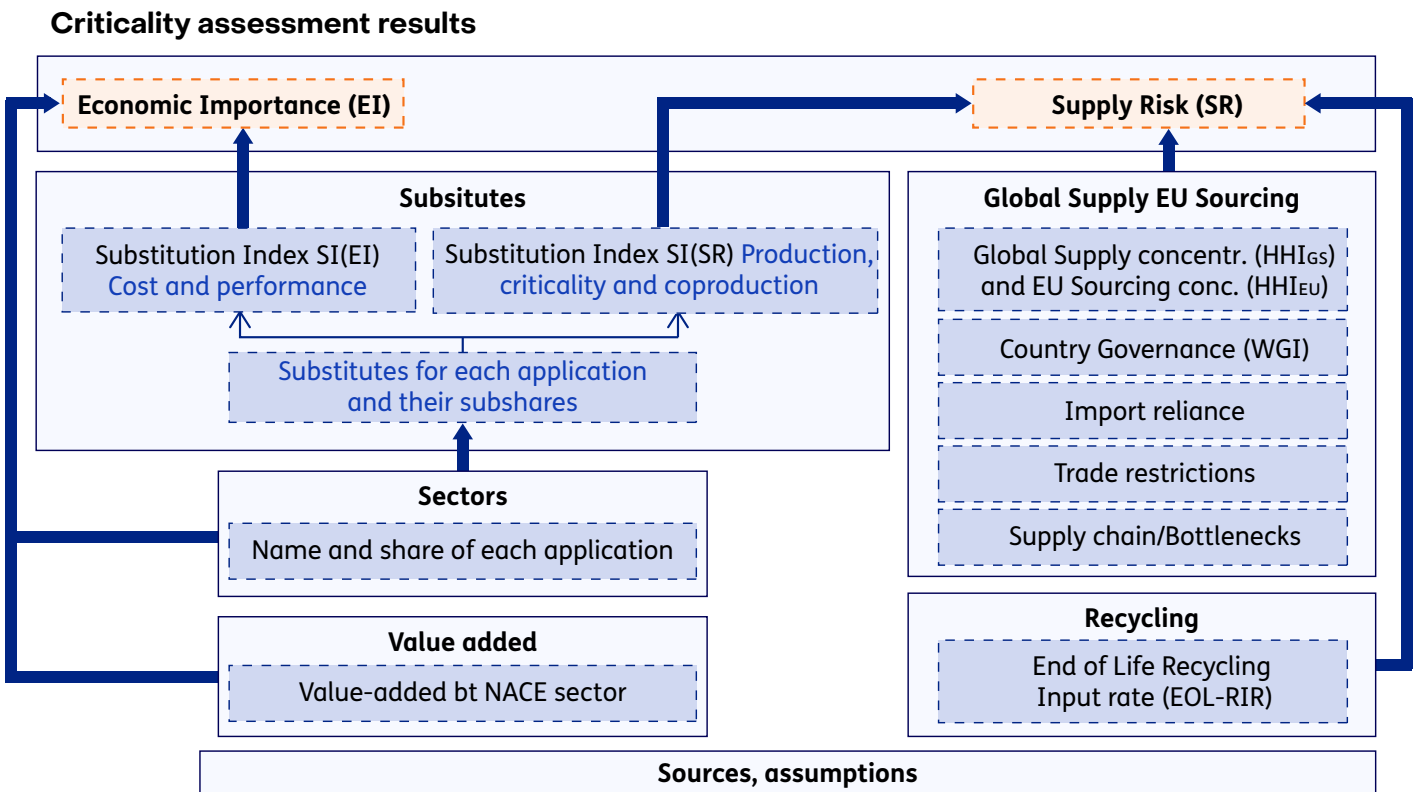 Criticality assessment results
Economic Importance (EI)
Supply Risk (SR)
Subsitutes
Substitution Index SI(EI)
Cost and performance
Substitution Index SI(SR) Production,
criticality and coproduction
Substitutes for each application
and their subshares
Sectors
Name and share of each application
Value added
Value-added bt NACE sector
Global Supply EU Sourcing
Global Supply concentr. (HHIGS)
and EU Sourcing conc. (HHIEU)
Country Governance (WGI)
Import reliance
Trade restrictions
Supply chain/Bottlenecks
Recycling
End of Life Recycling
Input rate (EOL-RIR)
Sources, assumptions